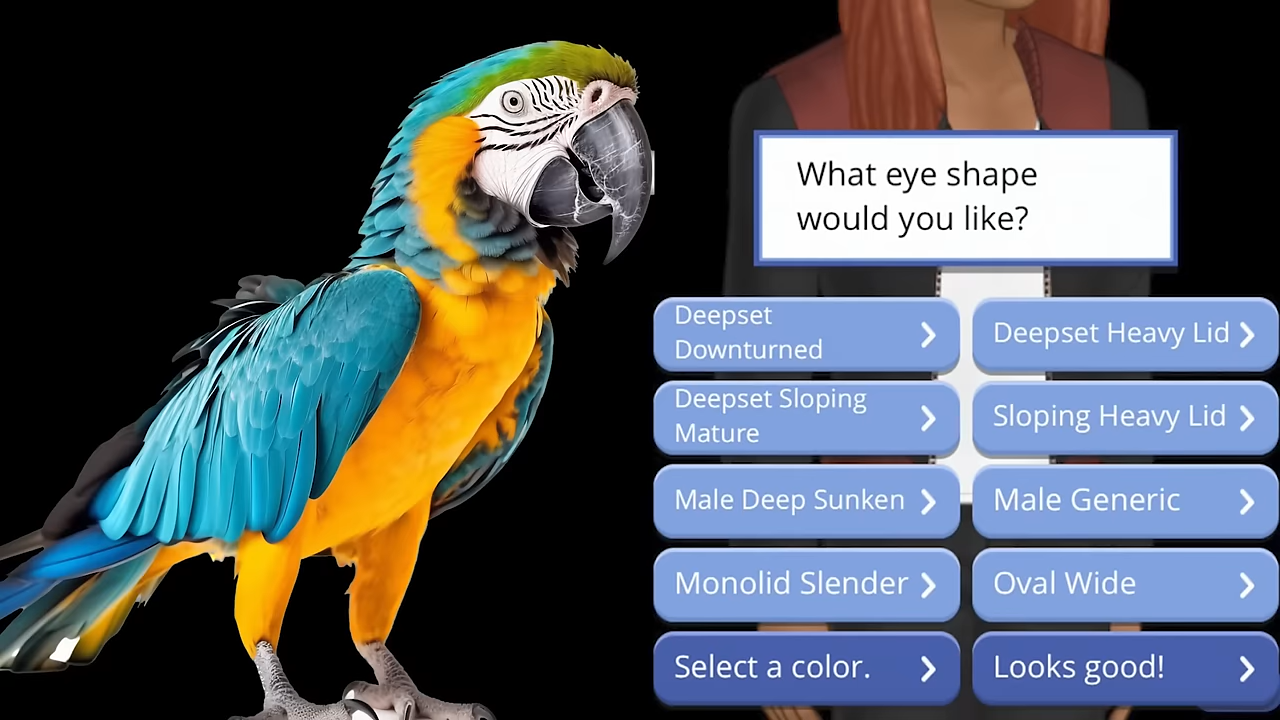 What eye shape
would you like?
Deepset
Downturned
Deepset Heavy Lid
Deepset Sloping
Mature
Sloping Heavy Lid
Male Deep Sunken
Male Generic
Monolid Slender
Oval Wide
Select a color.
Looks good!